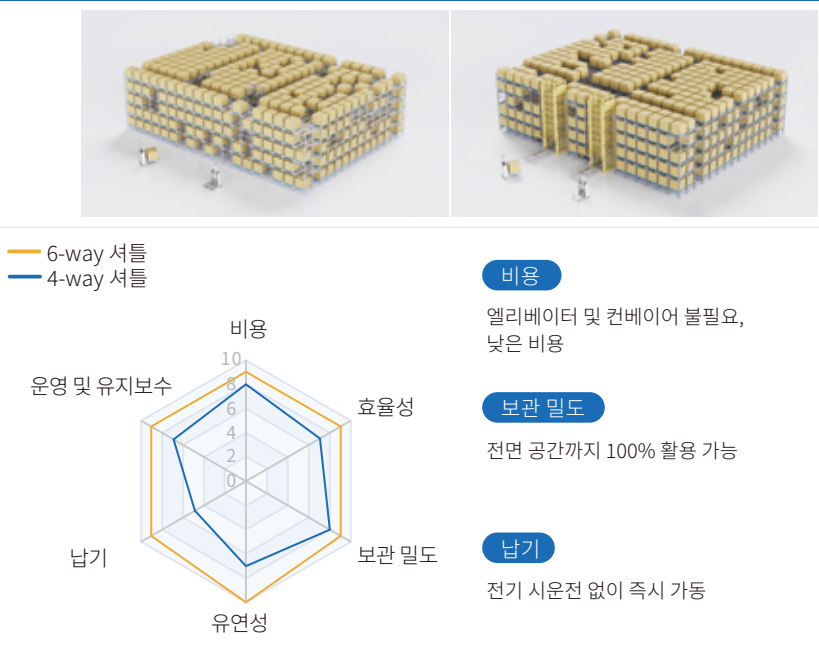 6-way 셔틀
4-way 셔틀
비용
10
8
6
4
2
0
운영 및 유지보수
효율성
납기
보관 밀도
유연성
비용
엘리베이터 및 컨베이어 불필요,
낮은 비용
보관 밀도
전면 공간까지 100% 활용 가능
납기
전기 시운전 없이 즉시 가동